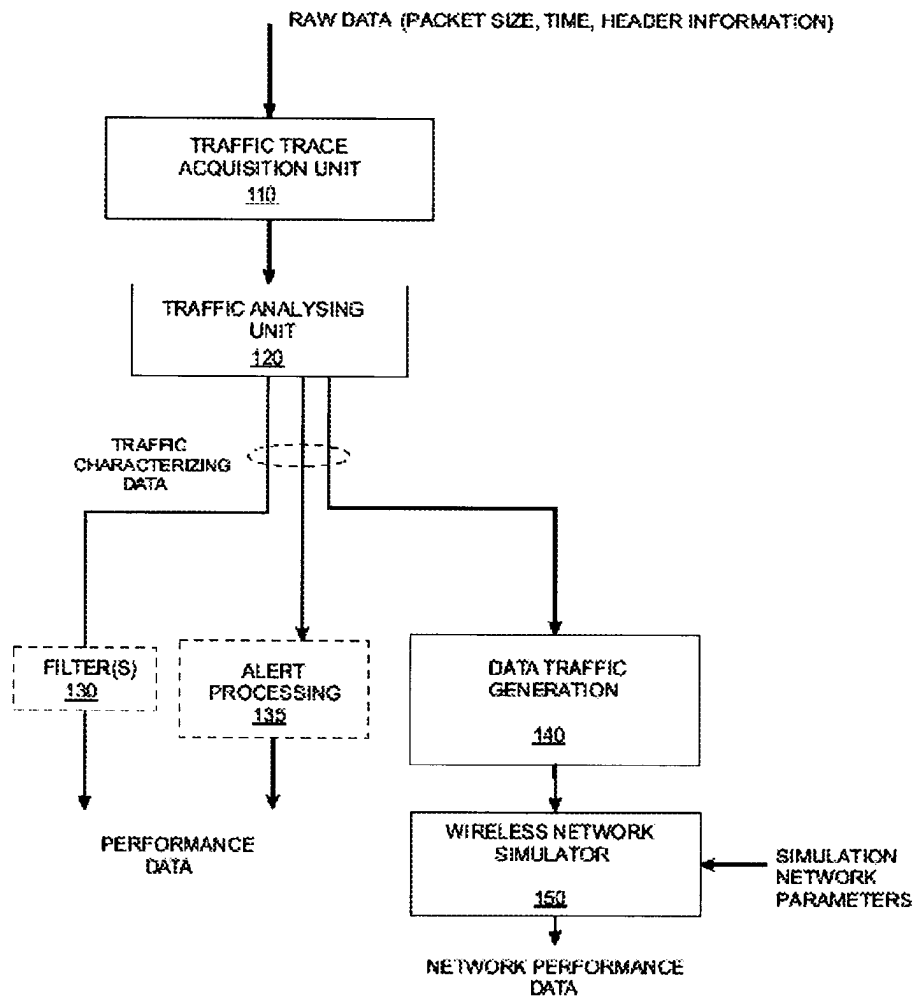 RAW DATA (PACKET SIZE, TIME, HEADER INFORMATION)
TRAFFIC TRACE
ACQUISITION UNIT
110
TRAFFIC ANALYSING
UNIT
120
TRAFFIC
CHARACTERIZING
DATA
FILTER(S)
130
ALERT
PROCESSING
135
DATA TRAFFIC
GENERATION
140
PERFORMANCE
DATA
WIRELESS NETWORK
SIMULATOR
150
SIMULATION
NETWORK
PARAMETERS
NETWORK PERFORMANCE
DATA